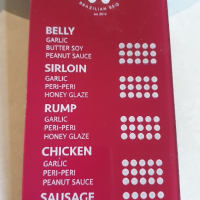 BRAZILIAN BBQ
BELLY
GARLIC
BUTTER SOY
PEANUT SAUCE
SIRLOIN
GARLIC
PERI-PERI
HONEY GLAZE
RUMP
GARLIC
PERI-PERI
HONEY GLAZE
CHICKEN
GARLIC
PERI-PERI
PEANUT SAUCE
SAUSAGE